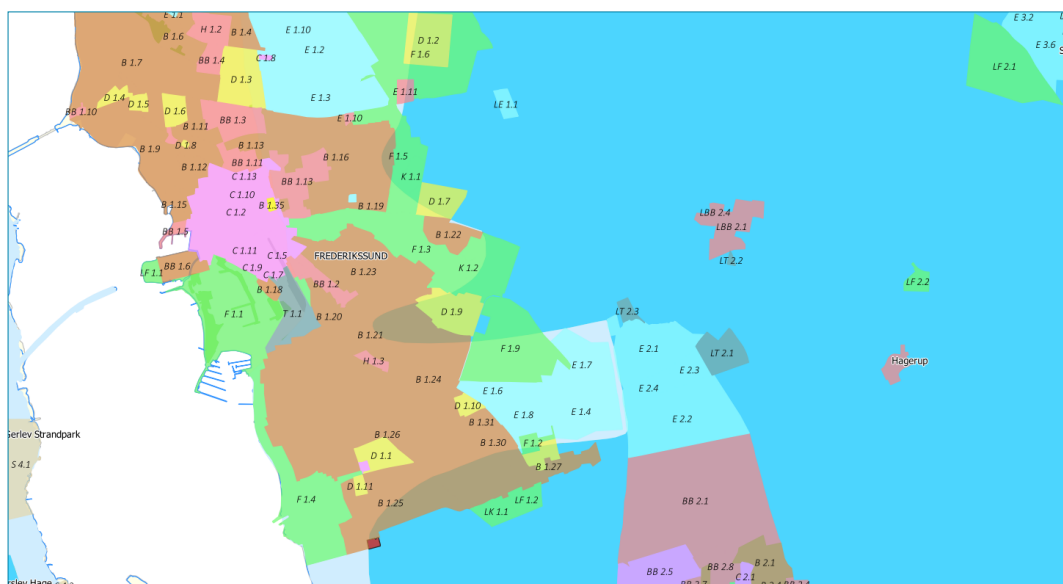 E 1.1
E 3.2
B 1.6
H 1.2
B 1.4
E 1.10
D 1.2
E 1.2
F 1.6
E 3.6
B 1.7
BB 1.4
C 1.8
LF 2.1
D 1.3
E 1.11
D 1.4
D 1.5
E 1.3
LE 1.1
BB 1.10
D 1.6
BB 1.3
E 1.10
B 1.11
B 1.9
D 1.8
B 1.13
B 1.16
F 1.5
B 1.12
BB 1.11
C 1.13
BB 1.13
K 1.1
C 1.10
B 1.15
C 1.2
B 1.35
B 1.19
D 1.7
LBB 2.4
LBB 2.1
BB 1.5
B 1.22
C 1.11
C 1.5
F 1.3
FREDERIKSSUND
LT 2.2
LF 1.1
BB 1.6
C 1.9
C 1.7
B 1.23
K 1.2
BB 1.2
LF 2.2
B 1.18
F 1.1
T 1.1
B 1.20
D 1.9
LT 2.3
B 1.21
F 1.9
E 2.1
LT 2.1
H 1.3
E 1.7
E 2.3
Hagerup
B 1.24
E 1.6
E 2.4
D 1.10
E 1.8
E 1.4
E 2.2
B 1.31
Gerlev Strandpark
B 1.26
B 1.30
F 1.2
D 1.1
S 4.1
B 1.27
D 1.11
F 1.4
B 1.25
LF 1.2
BB 2.1
LK 1.1
B 2.1
BB 2.5
BB 2.8
C 2.1
BB 2.7
BB 2.4